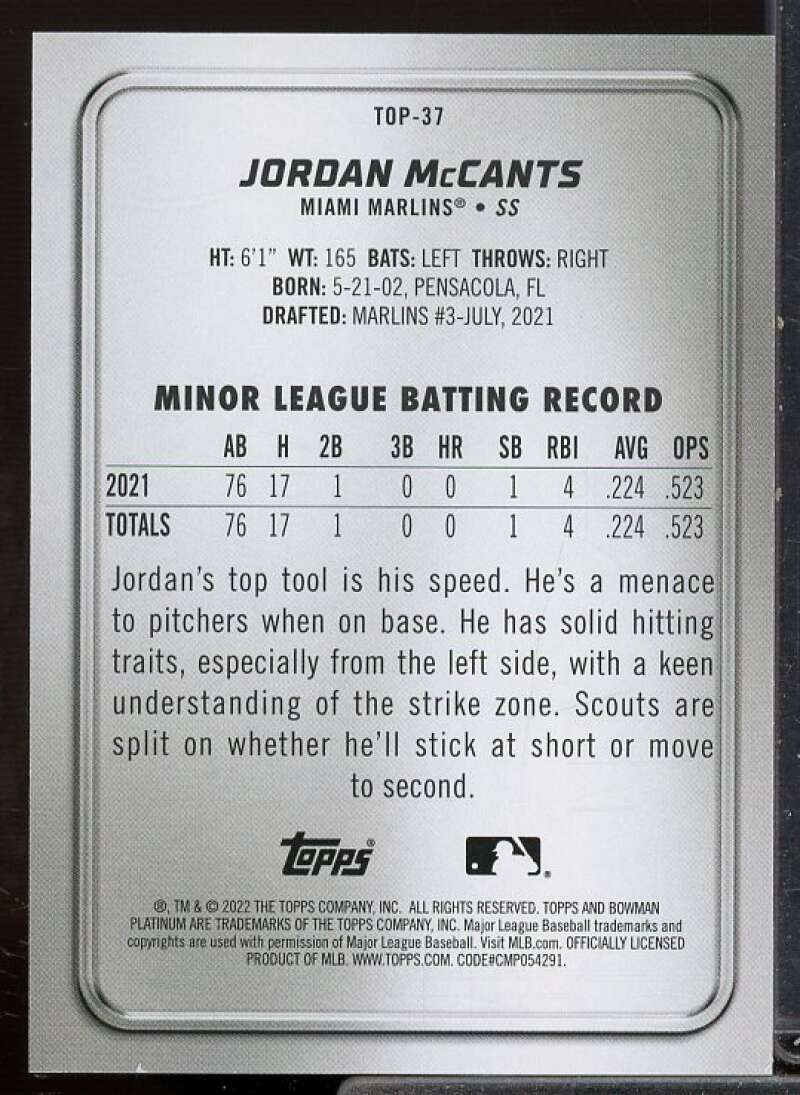 TOP-37
JORDAN McCANTS
MIAMI MARLINS® • SS
HT: 6'1" WT: 165 BATS: LEFT THROWS: RIGHT
BORN: 5-21-02, PENSACOLA, FL
DRAFTED: MARLINS #3-JULY, 2021
MINOR LEAGUE BATTING RECORD
AB H 2B 3B HR SB RBI AVG OPS
2021 76 17 1 0 0 1 4 .224 .523
TOTALS 76 17 1 0 0 1 4 .224 .523
Jordan's top tool is his speed. He's a menace
to pitchers when on base. He has solid hitting
traits, especially from the left side, with a keen
understanding of the strike zone. Scouts are
split on whether he'll stick at short or move
to second.
Topps®
®, TM & © 2022 THE TOPPS COMPANY, INC. ALL RIGHTS RESERVED. TOPPS AND BOWMAN
PLATINUM ARE TRADEMARKS OF THE TOPPS COMPANY, INC. Major League Baseball trademarks and
copyrights are used with permission of Major League Baseball. Visit MLB.com. OFFICIALLY LICENSED
PRODUCT OF MLB. WWW.TOPPS.COM. CODE#CMP054291.